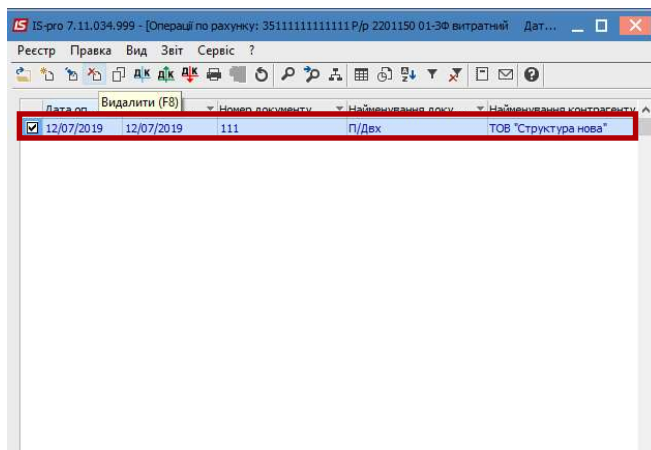 IS-pro 7.11.034.999 - [Операції по рахунку: 35111111111111 Р/р 2201150 01-ЗФ витратний Дат...
Реєстр Правка Вид Звіт Сервіс ?
Видалити (F8)
Дата оп Номер документу Найменування доку Найменування контрагенту
12/07/2019 12/07/2019 111 П/Двх ТОВ "Структура нова"